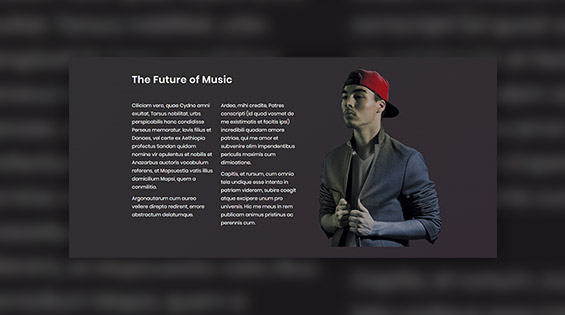 The Future of Music
Ciliciam vero, quae Cydno amni
exultat, Tarsus nobilitat, urbs
perspicabilis hanc condidisse
Perseus memoratur, Iovis filius et
Danaes, vel certe ex Aethiopia
profectus Sandan quidam
nomine vir opulentus et nobilis et
Anazarbus auctoris vocabulum
referens, et Mopsuestia vatis illius
domicilium Mopsi, quem a
conmilitio.
Argonautarum cum aureo
vellere direpto redirent, errore
abstractum delatumque.
Ardeo, mihi credite, Patres
conscripti (id quod vosmet de
me existimatis et facitis ipsi)
incredibili quodam amore
patriae, qui me amor et
subvenire olim impendentibus
periculis maximis cum
dimicatione.
Capitis, et rursum, cum omnia
tela undique esse intenta in
patriam viderem, subire coegit
atque excipere unum pro
universis. Hic me meus in rem
publicam animus pristinus ac
perennis cum.